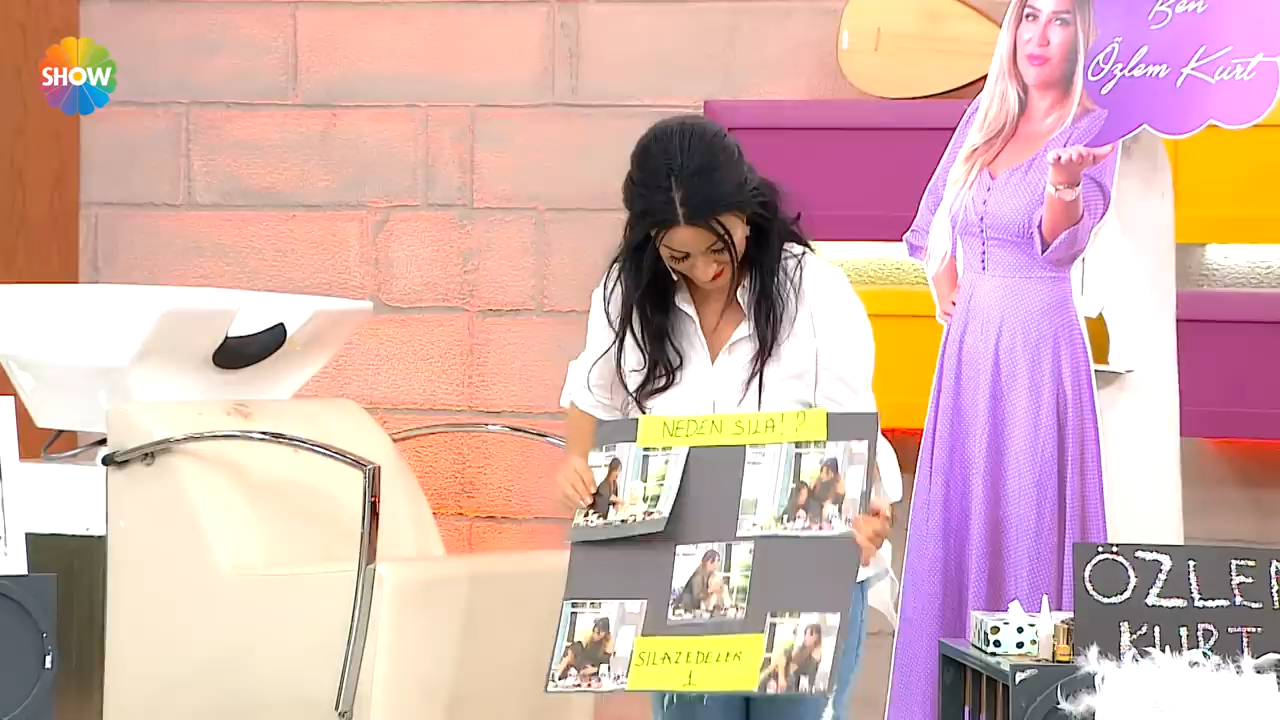 SHOW
Ben
Özlem Kurt
NEDEN SILA!?
SILAZEDELER
1
ÖZLEM
KURT